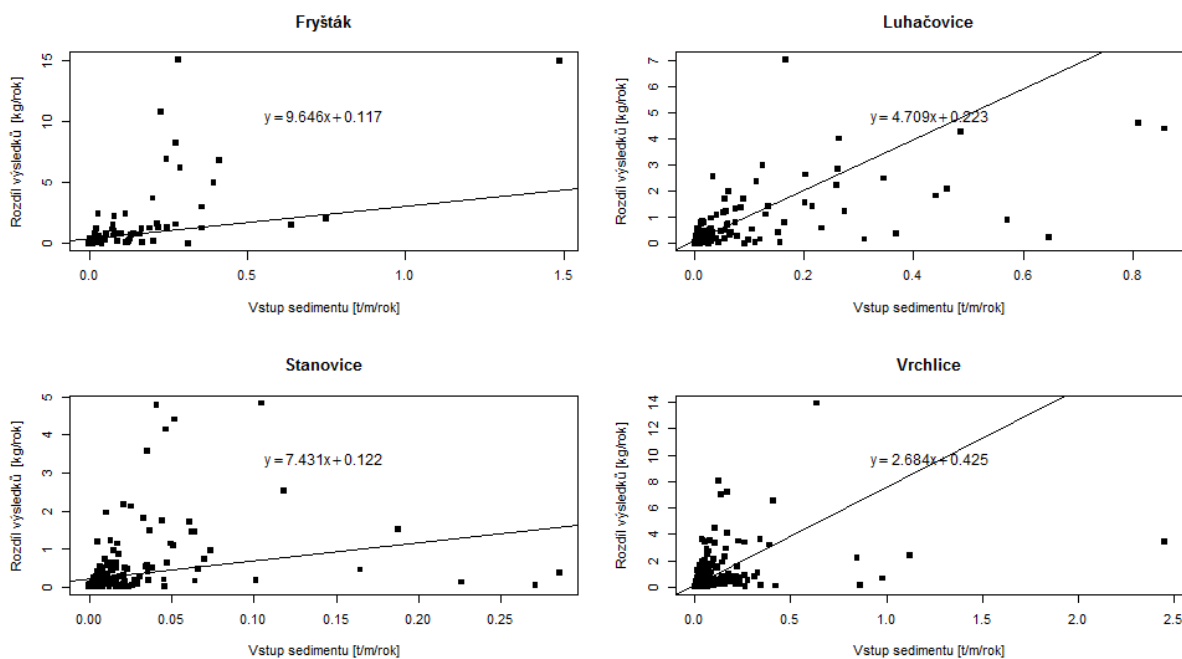 Fryšták
Rozdíl výsledků [kg/rok]
15
10
5
0
y = 9.646x + 0.117
0.0 0.5 1.0 1.5
Vstup sedimentu [t/m/rok]
Luhačovice
Rozdíl výsledků [kg/rok]
7
6
5
4
3
2
1
0
y = 4.709x + 0.223
0.0 0.2 0.4 0.6 0.8
Vstup sedimentu [t/m/rok]
Stanovice
Rozdíl výsledků [kg/rok]
5
4
3
2
1
0
y = 7.431x + 0.122
0.00 0.05 0.10 0.15 0.20 0.25
Vstup sedimentu [t/m/rok]
Vrchlice
Rozdíl výsledků [kg/rok]
14
12
10
8
6
4
2
0
y = 2.684x + 0.425
0.0 0.5 1.0 1.5 2.0 2.5
Vstup sedimentu [t/m/rok]